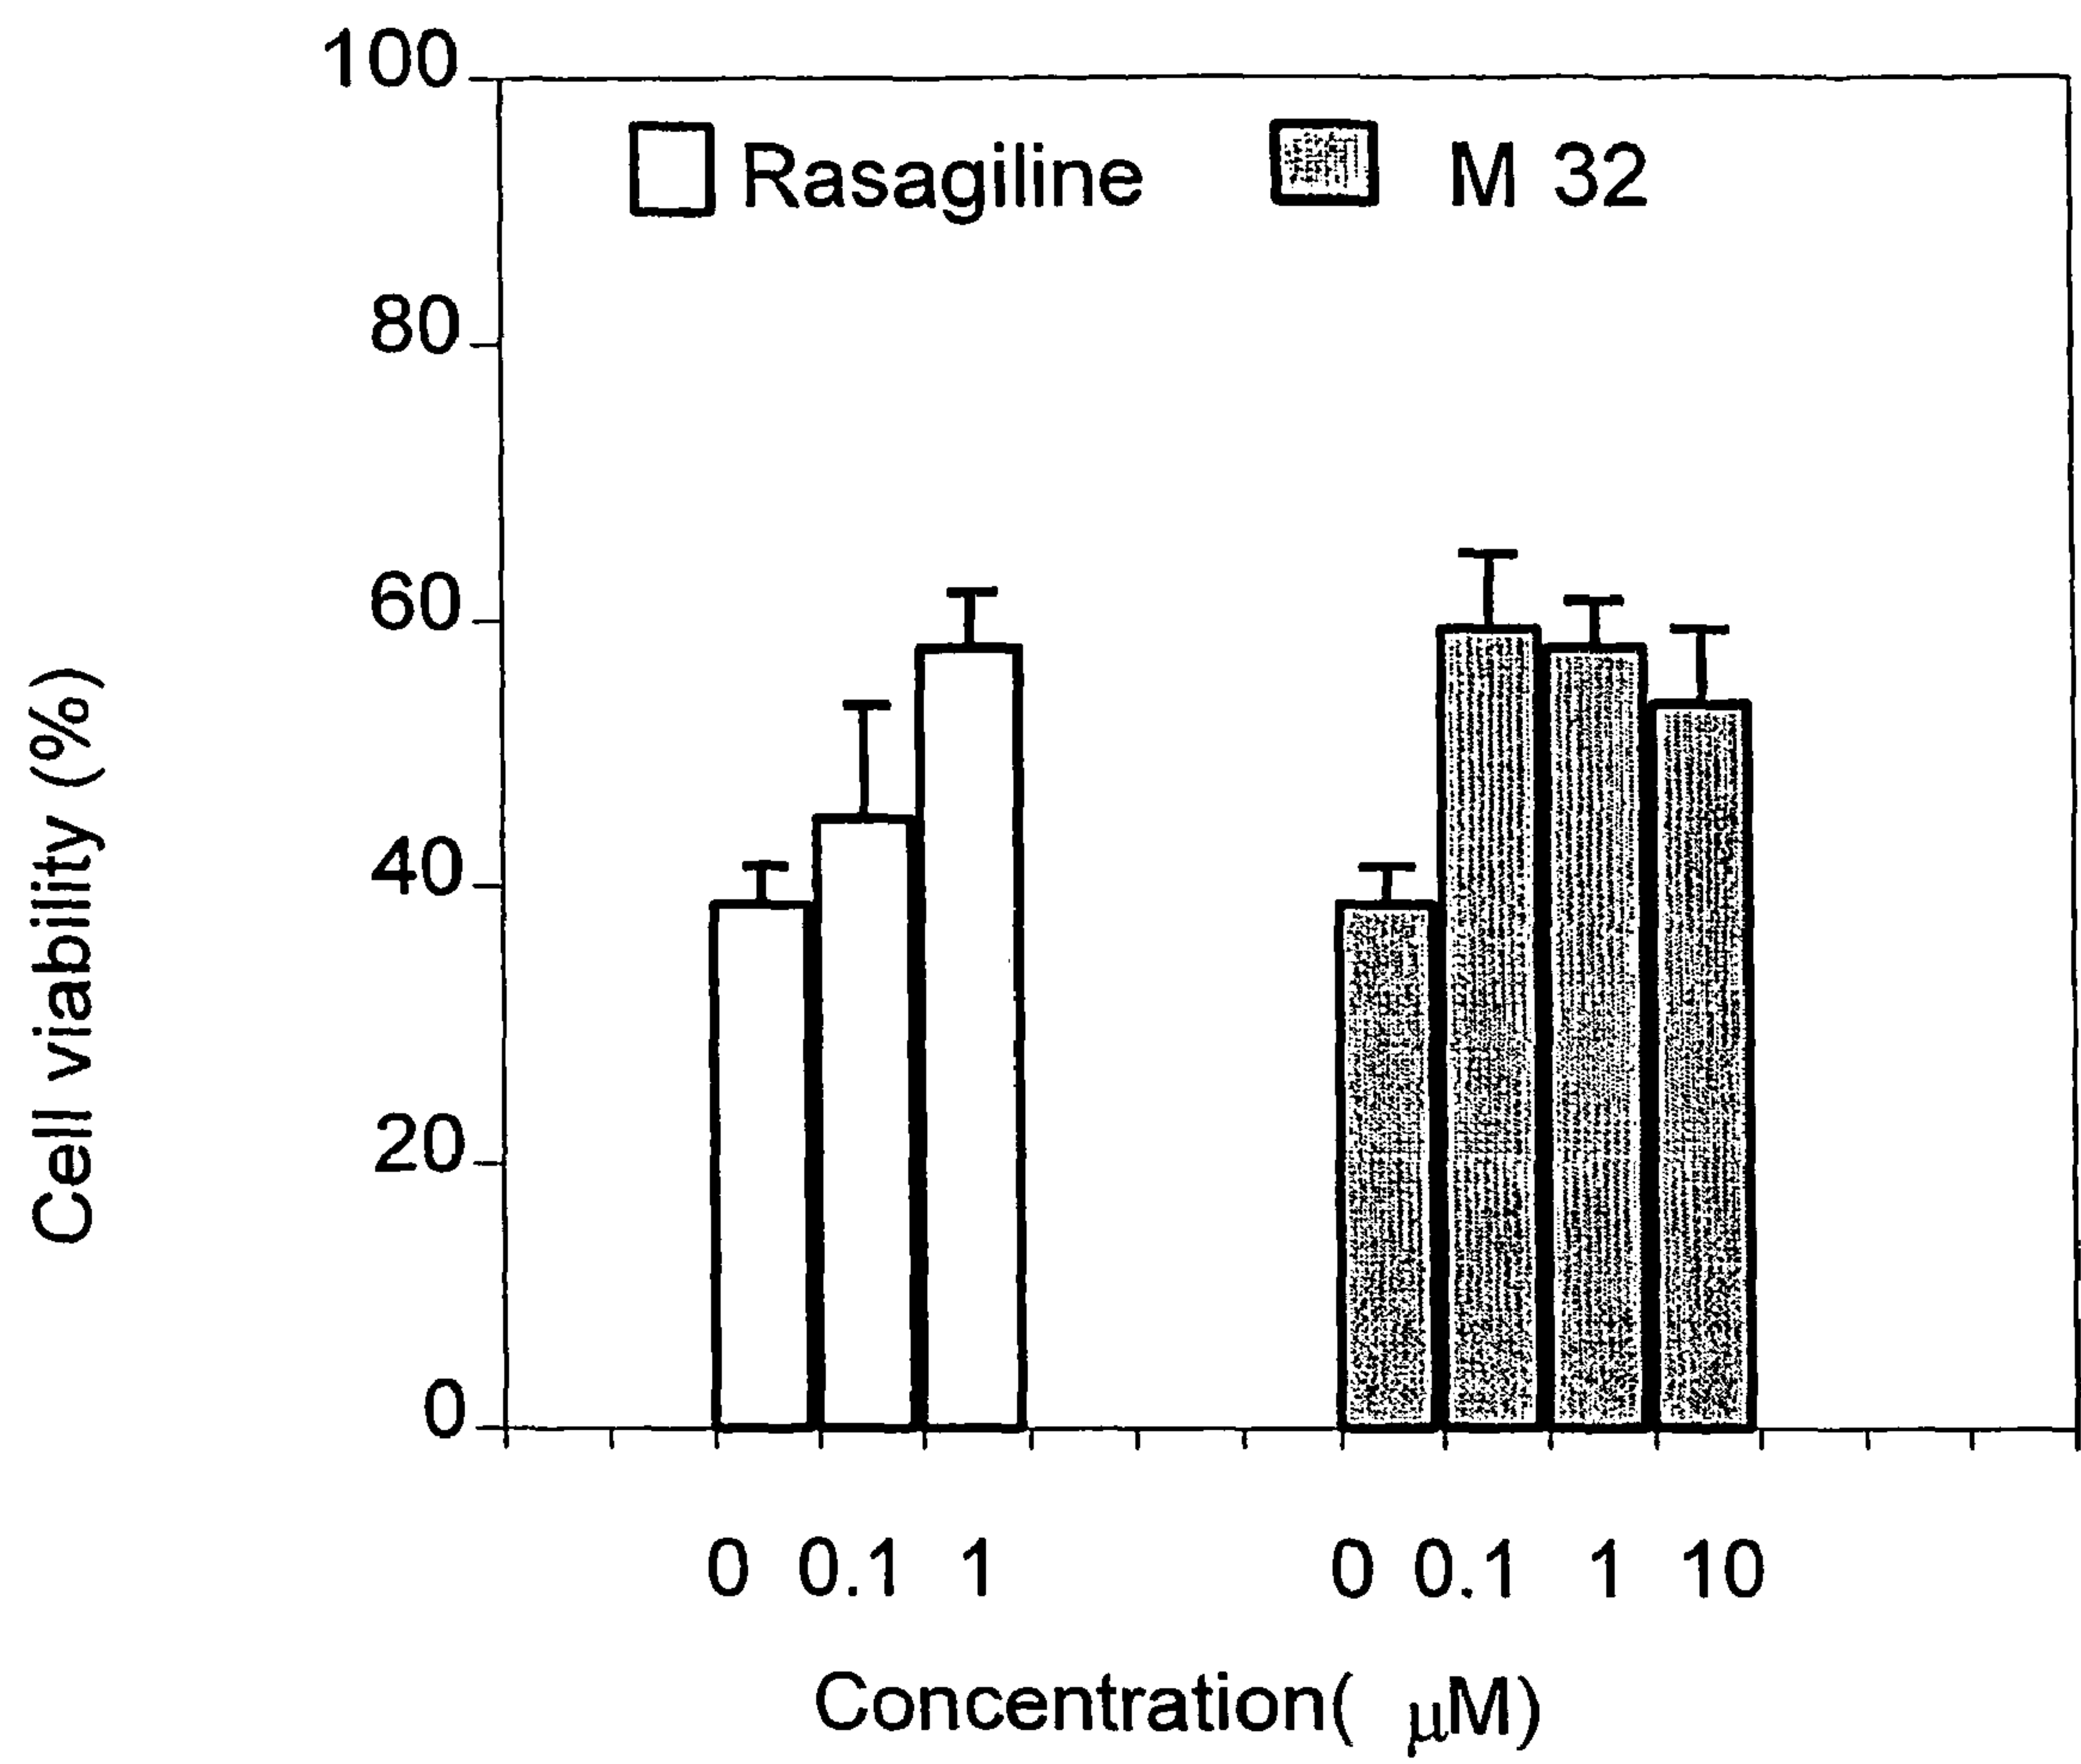 100
Rasagiline M 32
80
60
40
20
0
Cell viability (%)
0 0.1 1 0 0.1 1 10
Concentration( μM)